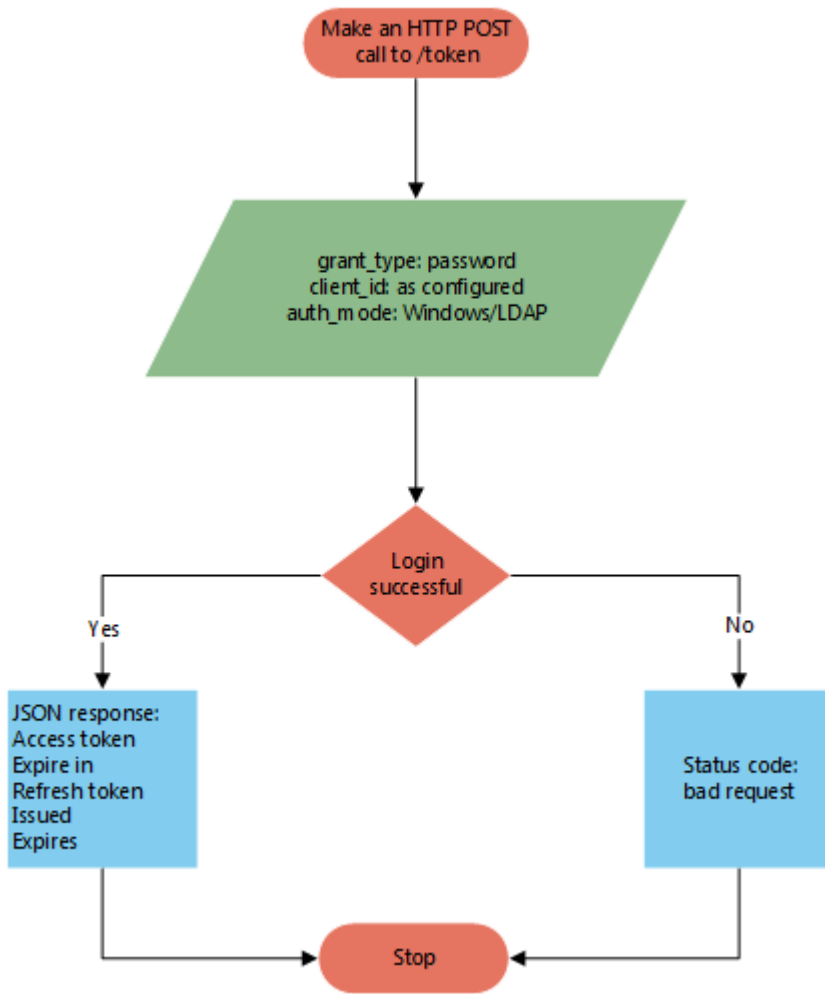 Make an HTTP POST
call to /token
grant_type: password
client_id: as configured
auth_mode: Windows/LDAP
Login
successful
Yes
No
JSON response:
Access token
Expire in
Refresh token
Issued
Expires
Status code:
bad request
Stop